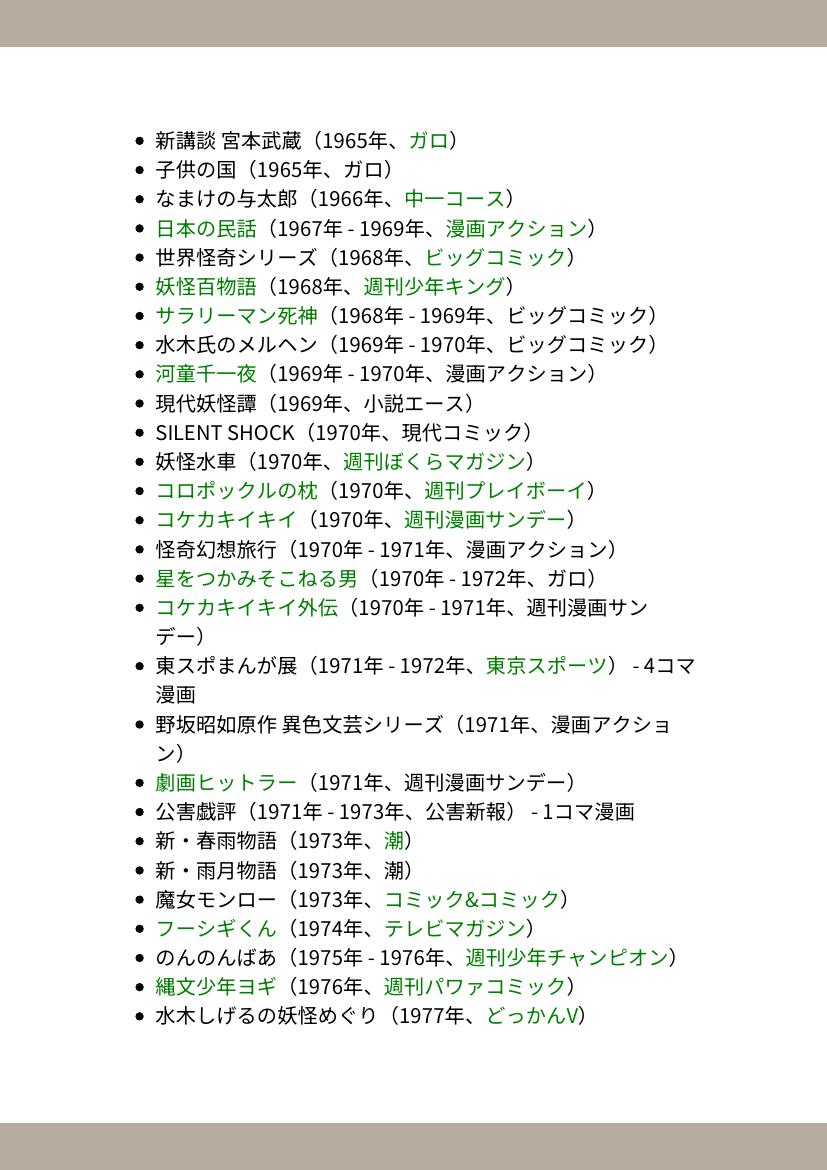 • 新講談 宮本武蔵（1965年、ガロ）
• 子供の国（1965年、ガロ）
• なまけの与太郎（1966年、中一コース）
• 日本の民話（1967年 - 1969年、漫画アクション）
• 世界怪奇シリーズ（1968年、ビッグコミック）
• 妖怪百物語（1968年、週刊少年キング）
• サラリーマン死神（1968年 - 1969年、ビッグコミック）
• 水木氏のメルヘン（1969年 - 1970年、ビッグコミック）
• 河童千一夜（1969年 - 1970年、漫画アクション）
• 現代妖怪譚（1969年、小説エース）
• SILENT SHOCK（1970年、現代コミック）
• 妖怪水車（1970年、週刊ぼくらマガジン）
• コロポックルの枕（1970年、週刊プレイボーイ）
• コケカキイキイ（1970年、週刊漫画サンデー）
• 怪奇幻想旅行（1970年 - 1971年、漫画アクション）
• 星をつかみそこねる男（1970年 - 1972年、ガロ）
• コケカキイキイ外伝（1970年 - 1971年、週刊漫画サン
デー）
• 東スポまんが展（1971年 - 1972年、東京スポーツ） - 4コマ
漫画
• 野坂昭如原作 異色文芸シリーズ（1971年、漫画アクショ
ン）
• 劇画ヒットラー（1971年、週刊漫画サンデー）
• 公害戯評（1971年 - 1973年、公害新報） - 1コマ漫画
• 新・春雨物語（1973年、潮）
• 新・雨月物語（1973年、潮）
• 魔女モンロー（1973年、コミック&コミック）
• フーシギくん（1974年、テレビマガジン）
• のんのんばあ（1975年 - 1976年、週刊少年チャンピオン）
• 縄文少年ヨギ（1976年、週刊パワァコミック）
• 水木しげるの妖怪めぐり（1977年、どっかんV）